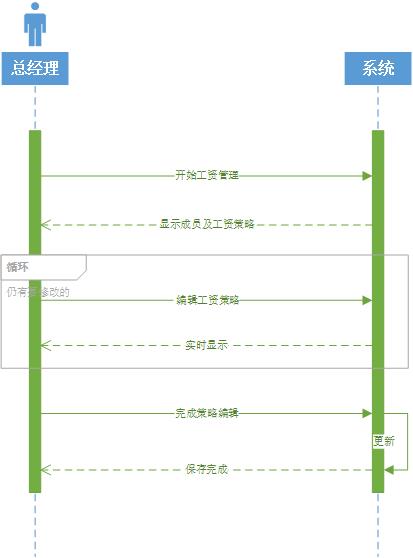 总经理
系统
开始工资管理
显示成员及工资策略
循环
仍有 修改的
编辑工资策略
实时显示
完成策略编辑
更新
保存完成